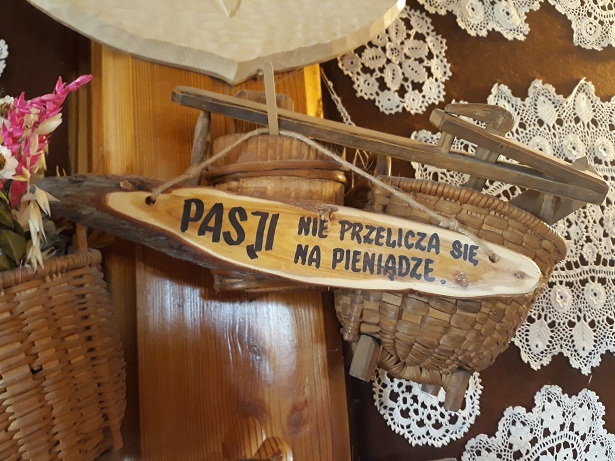 PASJI NIE PRZELICZA SIĘ
NA PIENIĄDZE.